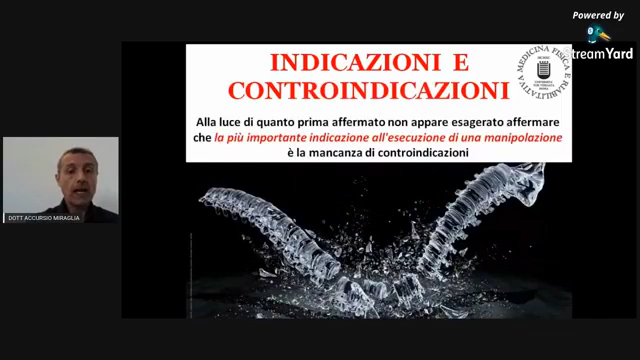 Powered by
StreamYard
INDICAZIONI E
CONTROINDICAZIONI
MEDICINA FISICA E RIABILITATIVA
Alla luce di quanto prima affermato non appare esagerato affermare
che la più importante indicazione all'esecuzione di una manipolazione
è la mancanza di controindicazioni
DOTT ACCURSIO MIRAGLIA